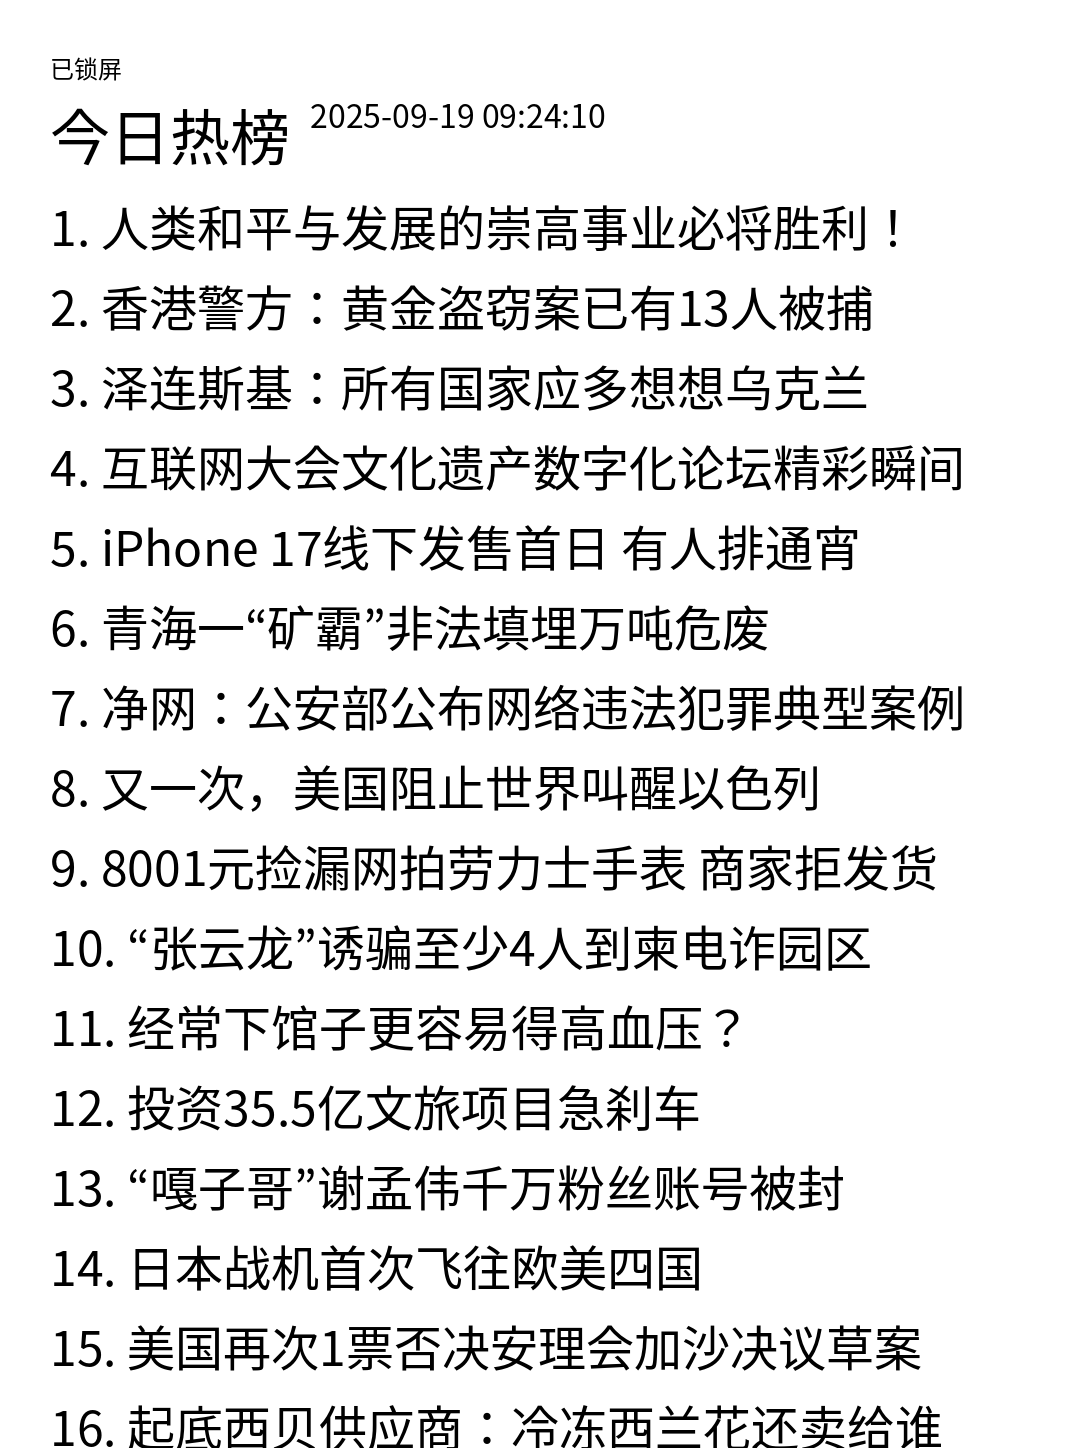 已锁屏
今日热榜 2025-09-19 09:24:10
1. 人类和平与发展的崇高事业必将胜利！
2. 香港警方：黄金盗窃案已有13人被捕
3. 泽连斯基：所有国家应多想想乌克兰
4. 互联网大会文化遗产数字化论坛精彩瞬间
5. iPhone 17线下发售首日 有人排通宵
6. 青海一“矿霸”非法填埋万吨危废
7. 净网：公安部公布网络违法犯罪典型案例
8. 又一次，美国阻止世界叫醒以色列
9. 8001元捡漏网拍劳力士手表 商家拒发货
10. “张云龙”诱骗至少4人到柬电诈园区
11. 经常下馆子更容易得高血压？
12. 投资35.5亿文旅项目急刹车
13. “嘎子哥”谢孟伟千万粉丝账号被封
14. 日本战机首次飞往欧美四国
15. 美国再次1票否决安理会加沙决议草案
16. 起底西贝供应商：冷冻西兰花还卖给谁